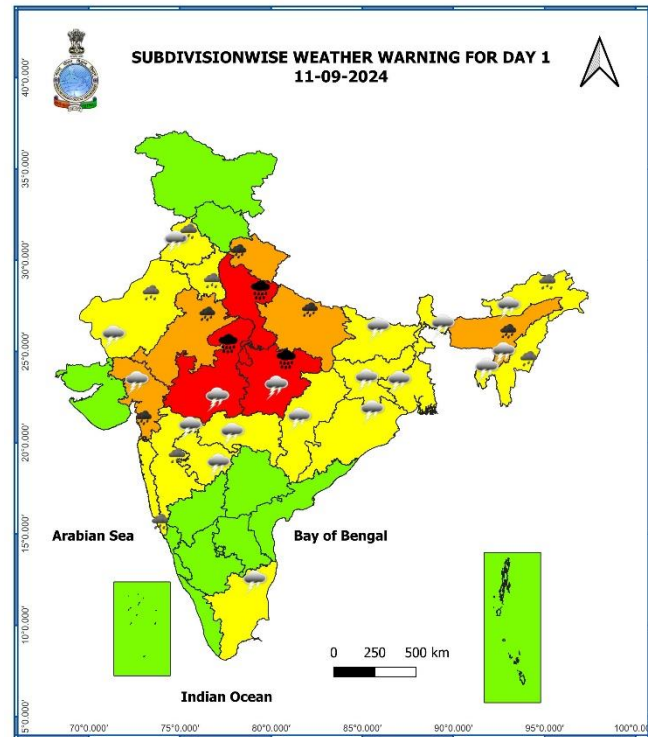 SUBDIVISIONWISE WEATHER WARNING FOR DAY 1
11-09-2024
40°0.000'
35°0.000'
30°0.000'
25°0.000'
20°0.000'
15°0.000'
10°0.000'
5°0.000'
Arabian Sea
Bay of Bengal
0 250 500 km
Indian Ocean
70°0.000' 75°0.000' 80°0.000' 85°0.000' 90°0.000' 95°0.000' 100°0.0